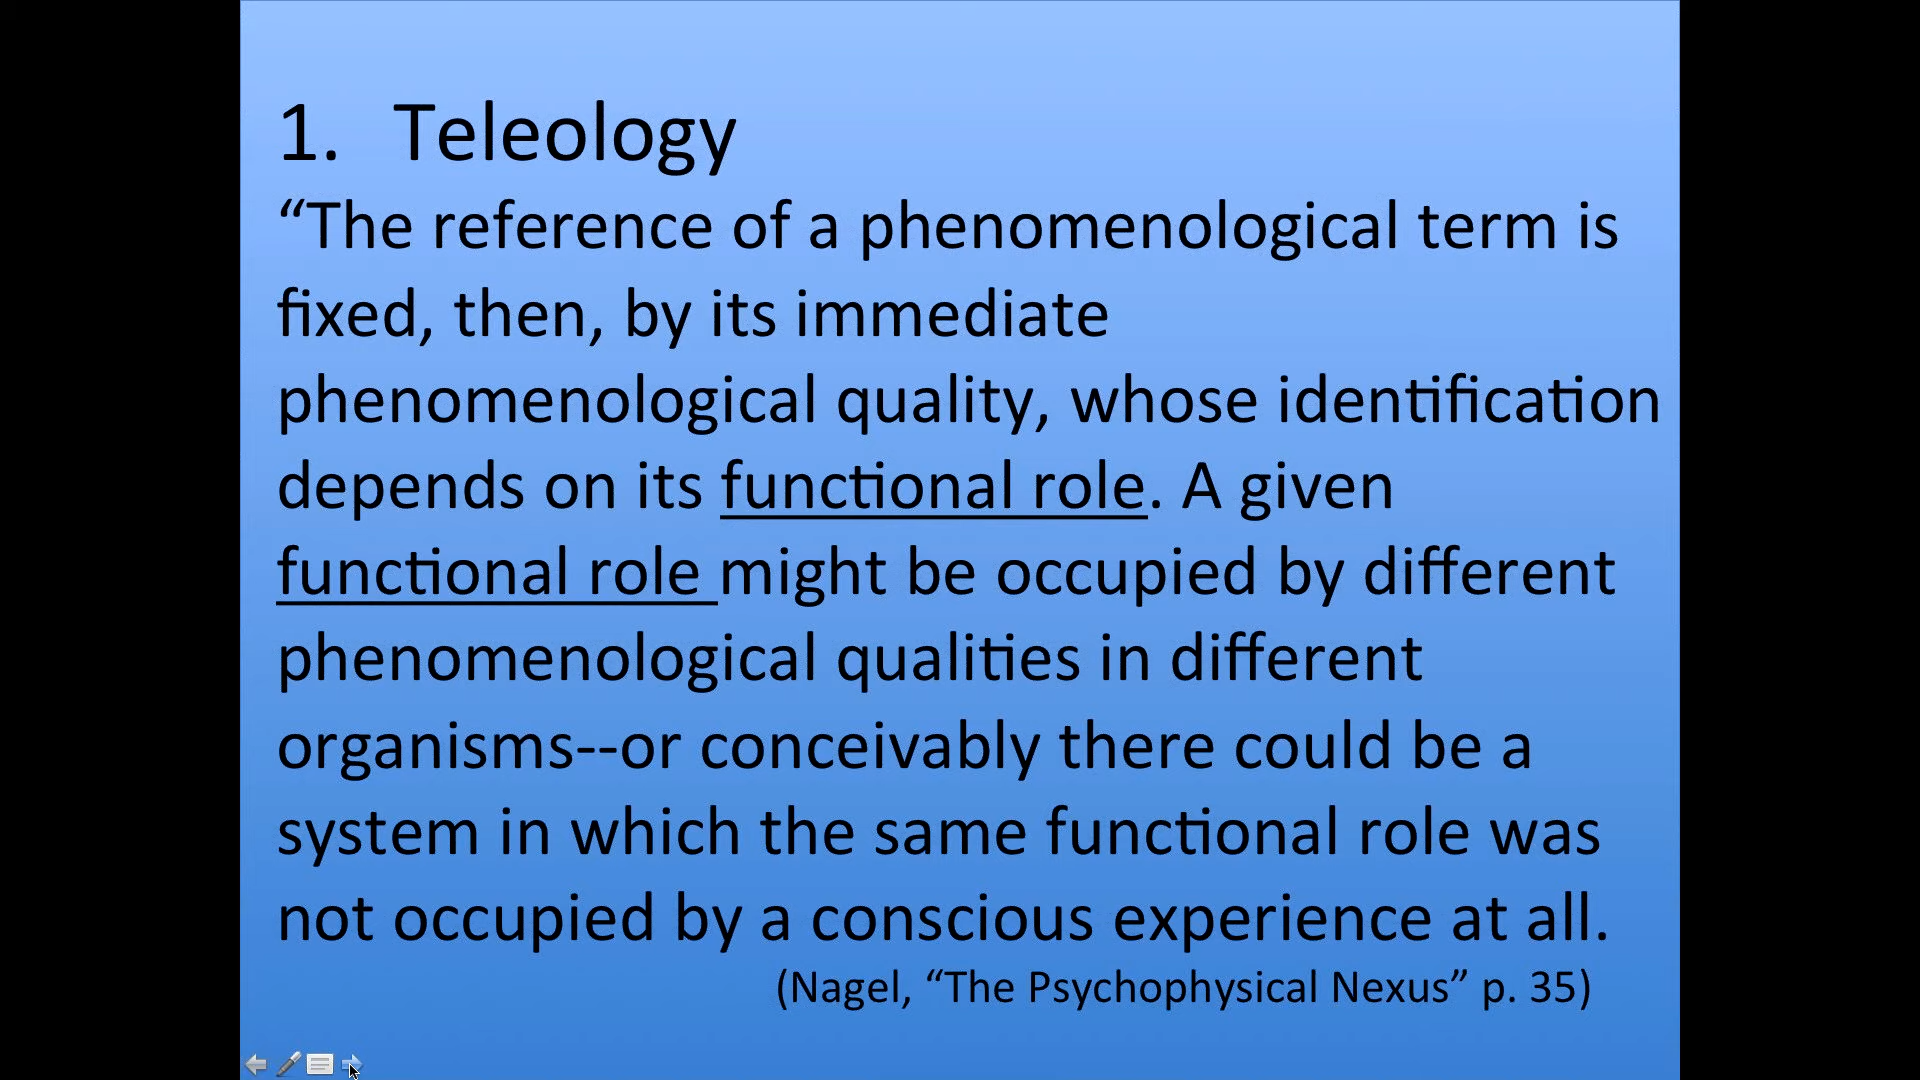 1. Teleology
“The reference of a phenomenological term is
fixed, then, by its immediate
phenomenological quality, whose identification
depends on its functional role. A given
functional role might be occupied by different
phenomenological qualities in different
organisms--or conceivably there could be a
system in which the same functional role was
not occupied by a conscious experience at all.
(Nagel, “The Psychophysical Nexus” p. 35)